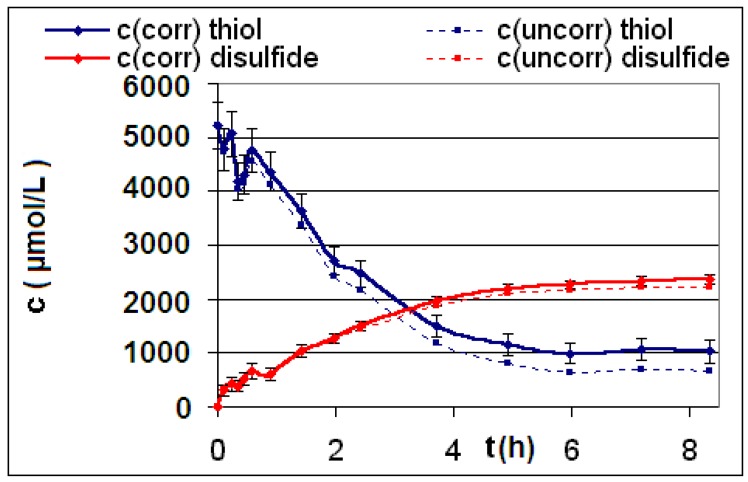 c(corr) thiol c(uncorr) thiol
c(corr) disulfide c(uncorr) disulfide
6000
5000
4000
3000
2000
1000
0
c ( µmol/L )
0 2 4 6 8
t(h)